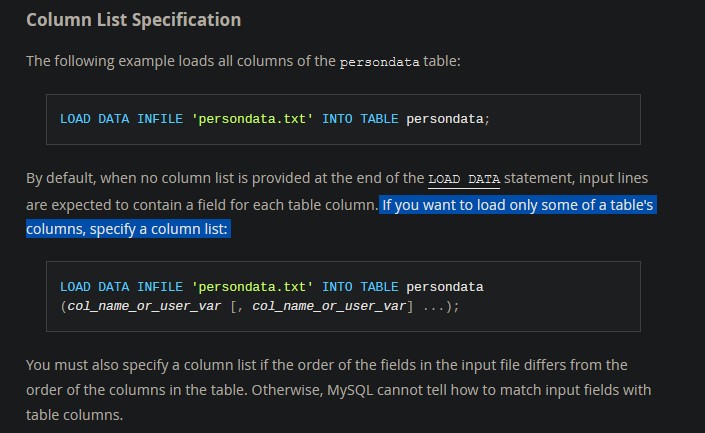 Column List Specification
The following example loads all columns of the persondata table:
LOAD DATA INFILE 'persondata.txt' INTO TABLE persondata;
By default, when no column list is provided at the end of the LOAD DATA statement, input lines
are expected to contain a field for each table column. If you want to load only some of a table's
columns, specify a column list:
LOAD DATA INFILE 'persondata.txt' INTO TABLE persondata
(col_name_or_user_var [, col_name_or_user_var] ...);
You must also specify a column list if the order of the fields in the input file differs from the
order of the columns in the table. Otherwise, MySQL cannot tell how to match input fields with
table columns.